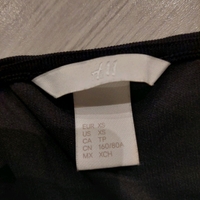 H&M
EUR XS
US XS
CA TP
CN 160/80A
MX XCH